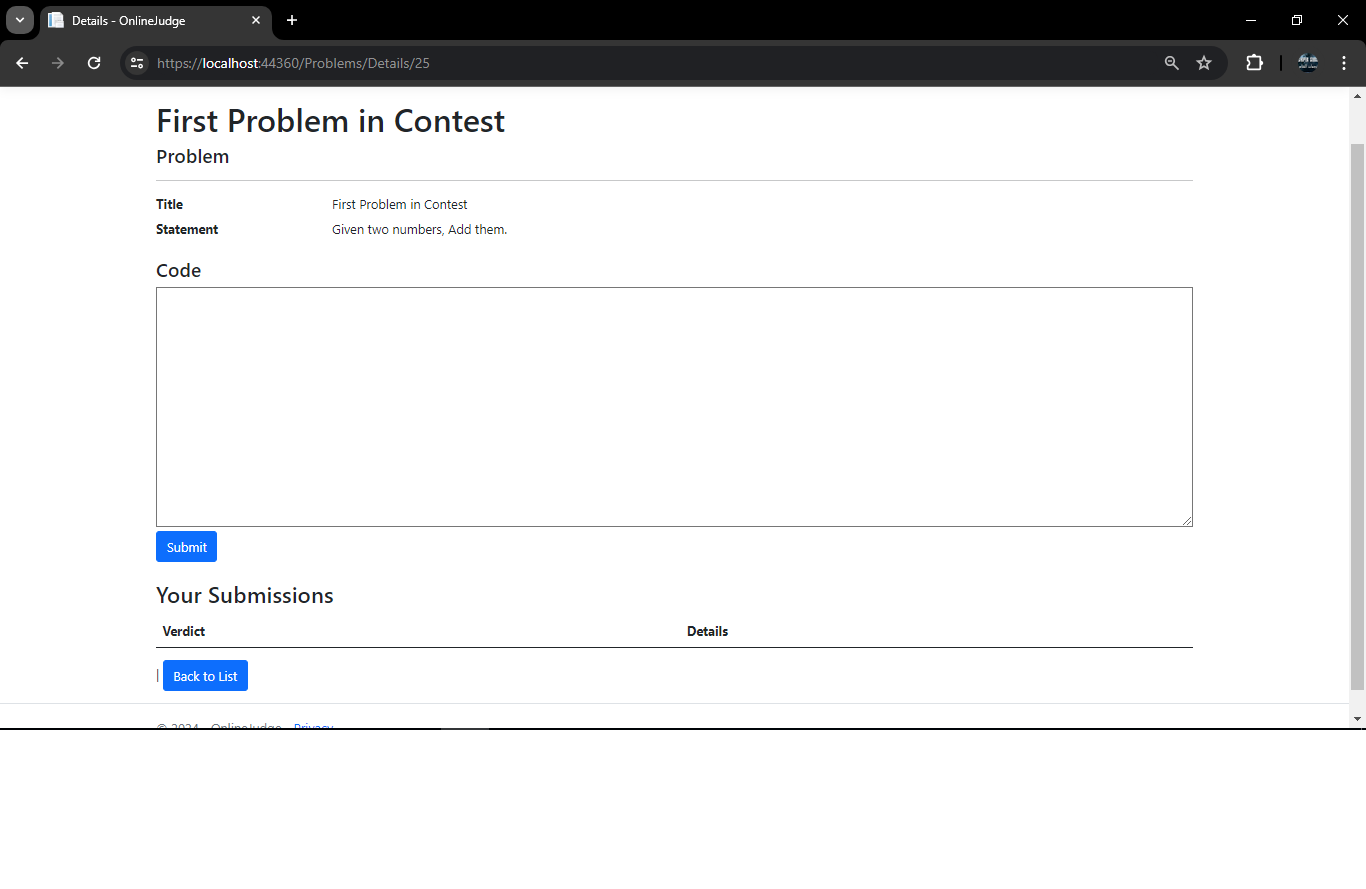 Details - OnlineJudge
https://localhost:44360/Problems/Details/25
First Problem in Contest
Problem
Title First Problem in Contest
Statement Given two numbers, Add them.
Code
Submit
Your Submissions
Verdict Details
| Back to List
© 2024 - OnlineJudge - Privacy